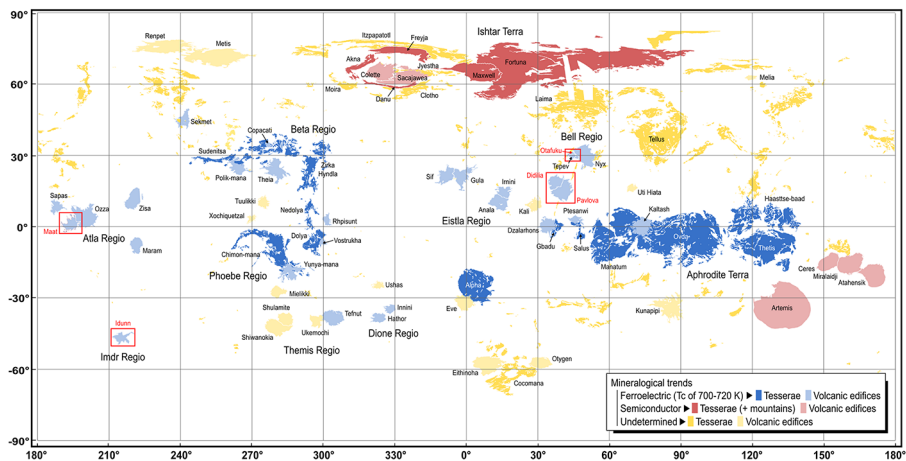 90°
60°
30°
0°
-30°
-60°
-90°
180°
210°
240°
270°
300°
330°
0°
30°
60°
90°
120°
150°
180°
Renpet
Metis
Itzpapatotl
Freyja
Ishtar Terra
Akna
Colette
Jyestha
Sacajawea
Maxwell
Fortuna
Moira
Danu
Clotho
Laima
Melia
Sekmet
Copacati
Beta Regio
Bell Regio
Tellus
Sudenitsa
Zirka
Hyndla
Otafuku
Tepev
Nyx
Polik-mana
Theia
Sif
Gula
Imini
Didilia
Pavlova
Uti Hiata
Sapas
Ozza
Zisa
Tuulikki
Nedolya
Anala
Kali
Ptesanwi
Kaltash
Haasttse-baad
Xochiquetzal
Rhpisunt
Eistla Regio
Maat
Atla Regio
Dolya
Vostrukha
Dzalarhons
Gbadu
Salus
Ovda
Thetis
Maram
Chimon-mana
Yunya-mana
Manatum
Phoebe Regio
Aphrodite Terra
Ceres
Miralaidji
Atahensik
Mielikki
Ushas
Alpha
Shulamite
Tefnut
Innini
Eve
Kunapipi
Artemis
Idunn
Shiwanokia
Ukemochi
Hathor
Dione Regio
Imdr Regio
Themis Regio
Eithinoha
Otygen
Cocomana
Mineralogical trends
Ferroelectric (Tc of 700-720 K) ▶ Tesserae Volcanic edifices
Semiconductor ▶ Tesserae (+ mountains) Volcanic edifices
Undetermined ▶ Tesserae Volcanic edifices